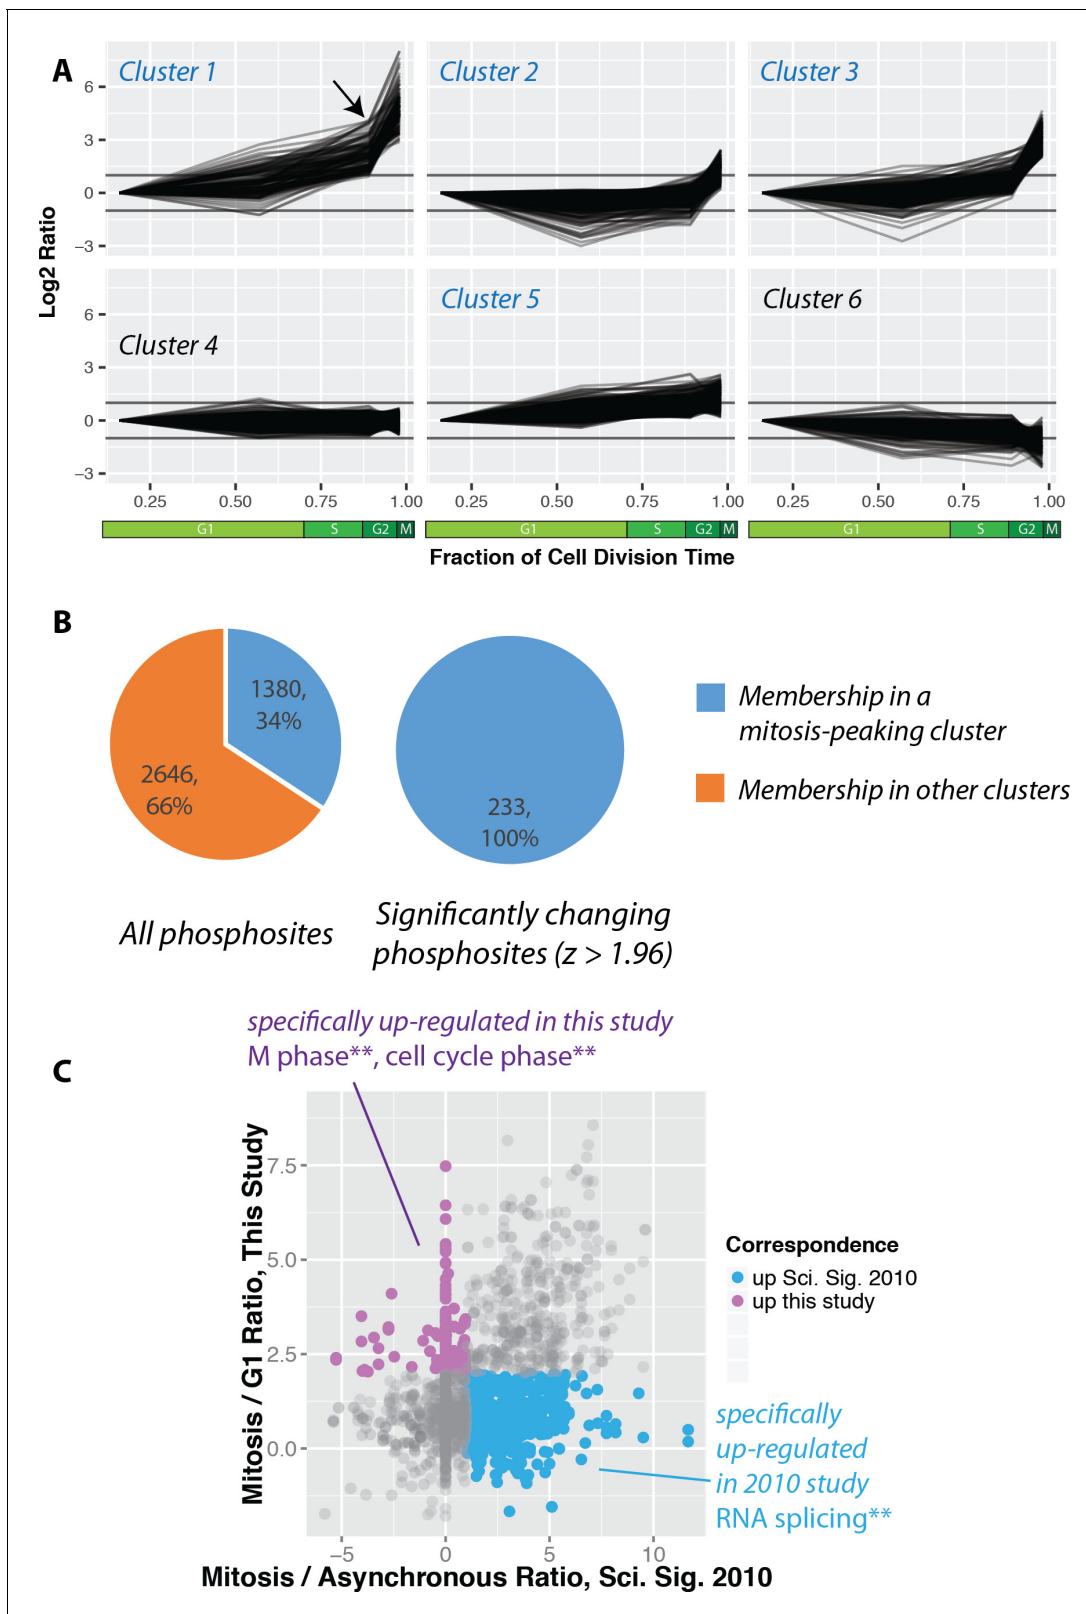 A
Cluster 1
Cluster 2
Cluster 3
6
3
0
−3
Log2 Ratio
Cluster 4
Cluster 5
Cluster 6
6
3
0
−3
0.25 0.50 0.75 1.00
0.25 0.50 0.75 1.00
0.25 0.50 0.75 1.00
G1 S G2 M
G1 S G2 M
G1 S G2 M
Fraction of Cell Division Time
B
1380,
34%
2646,
66%
233,
100%
Membership in a
mitosis-peaking cluster
Membership in other clusters
All phosphosites
Significantly changing
phosphosites (z > 1.96)
C
specifically up-regulated in this study
M phase**, cell cycle phase**
Mitosis / G1 Ratio, This Study
7.5
5.0
2.5
0.0
−5 0 5 10
Mitosis / Asynchronous Ratio, Sci. Sig. 2010
Correspondence
up Sci. Sig. 2010
up this study
specifically
up-regulated
in 2010 study
RNA splicing**